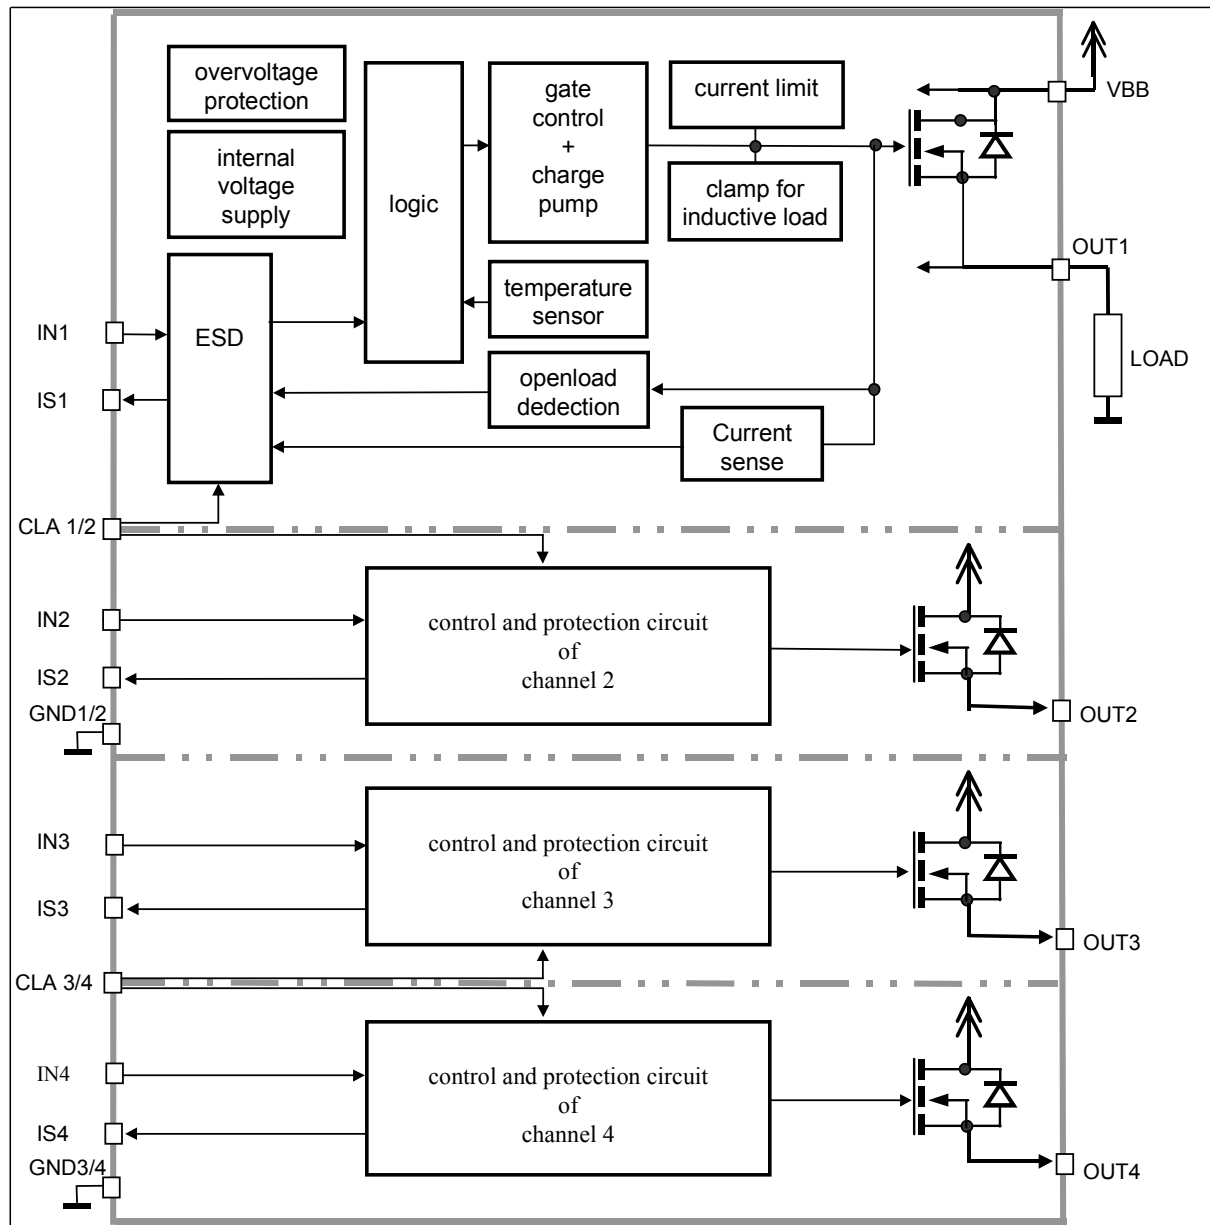 overvoltage
protection
internal
voltage
supply
logic
gate
control
+
charge
pump
current limit
clamp for
inductive load
VBB
OUT1
LOAD
temperature
sensor
ESD
openload
dedection
Current
sense
IN1
IS1
CLA 1/2
IN2
IS2
GND1/2
control and protection circuit
of
channel 2
OUT2
IN3
IS3
control and protection circuit
of
channel 3
OUT3
CLA 3/4
IN4
IS4
GND3/4
control and protection circuit
of
channel 4
OUT4